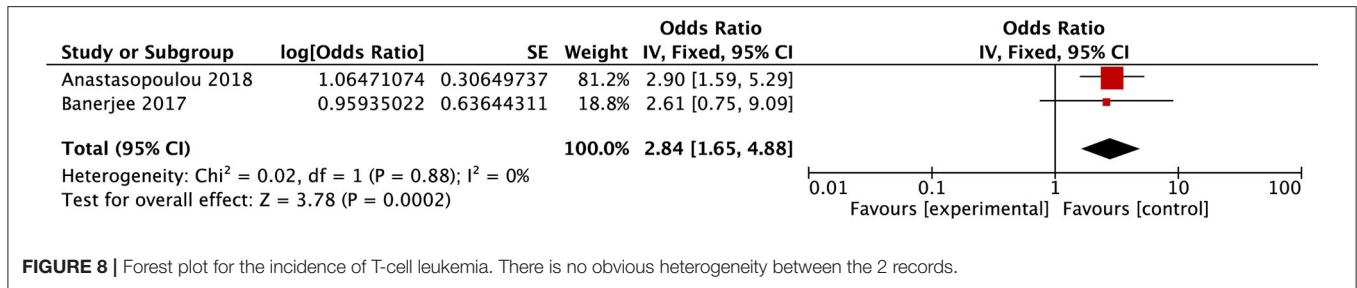 Odds Ratio Odds Ratio
Study or Subgroup log[Odds Ratio] SE Weight IV, Fixed, 95% CI IV, Fixed, 95% CI
Anastasopoulou 2018 1.06471074 0.30649737 81.2% 2.90 [1.59, 5.29]
Banerjee 2017 0.95935022 0.63644311 18.8% 2.61 [0.75, 9.09]
Total (95% CI) 100.0% 2.84 [1.65, 4.88]
Heterogeneity: Chi² = 0.02, df = 1 (P = 0.88); I² = 0%
Test for overall effect: Z = 3.78 (P = 0.0002)
0.01 0.1 1 10 100
Favours [experimental] Favours [control]
FIGURE 8 | Forest plot for the incidence of T-cell leukemia. There is no obvious heterogeneity between the 2 records.